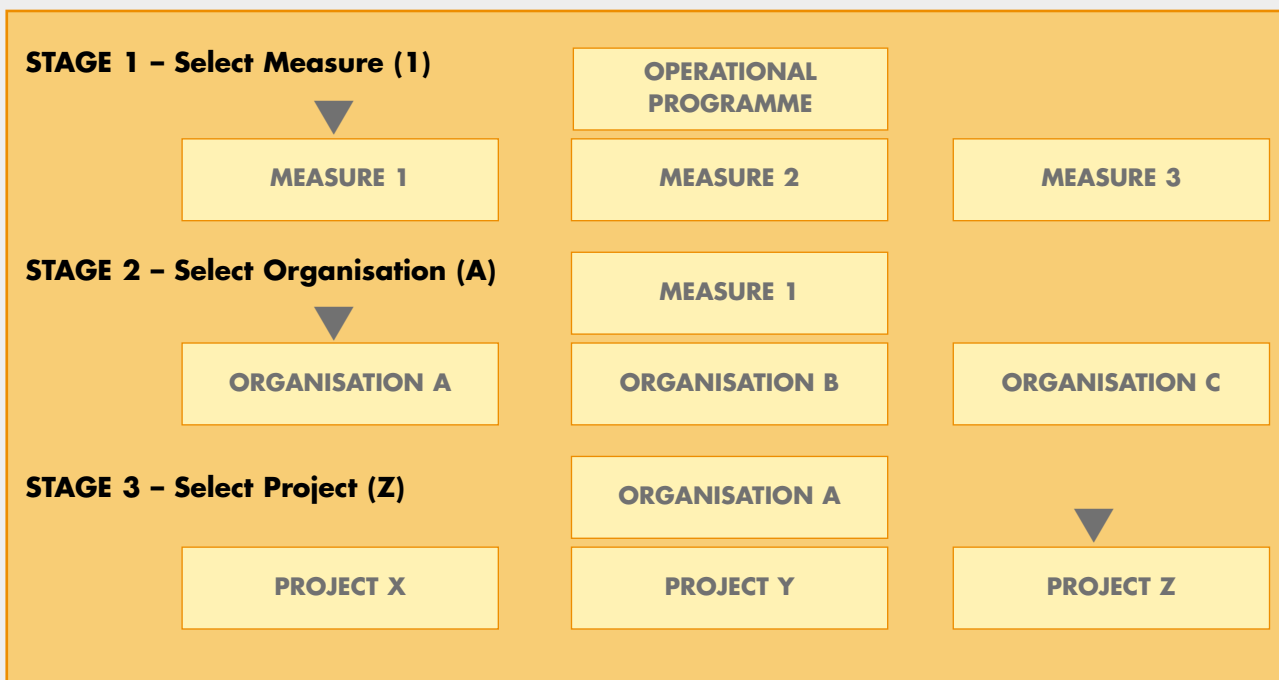 STAGE 1 – Select Measure (1)
OPERATIONAL
PROGRAMME
MEASURE 1
MEASURE 2
MEASURE 3
STAGE 2 – Select Organisation (A)
MEASURE 1
ORGANISATION A
ORGANISATION B
ORGANISATION C
STAGE 3 – Select Project (Z)
ORGANISATION A
PROJECT X
PROJECT Y
PROJECT Z